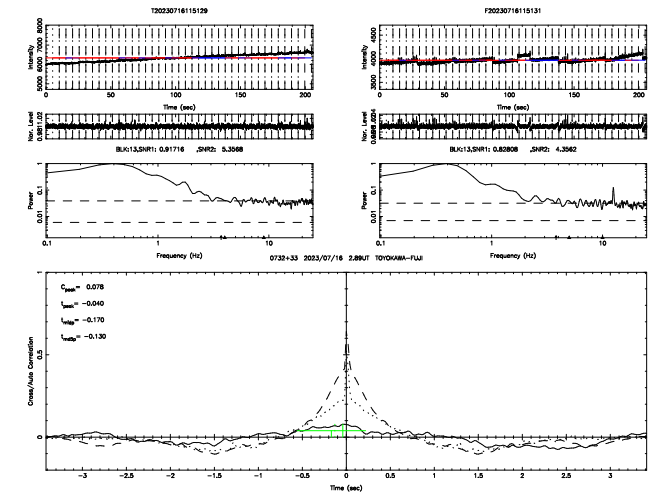 T20230716115129
F20230716115131
Intensity
5000 6000 7000 8000
0 50 100 150 200
Time (sec)
Intensity
3500 4000 4500
0 50 100 150 200
Time (sec)
Nor. Level
Nor. Level
BLK:13,SNR1: 0.91716 ,SNR2: 5.3568
BLK:13,SNR1: 0.82808 ,SNR2: 4.3562
Power
0.01 0.1 1
0.1 1 10
Frequency (Hz)
Power
0.01 0.1 1
0.1 1 10
Frequency (Hz)
0732+33 2023/07/16 2.89UT TOYOKAWA-FUJI
Cpeak= 0.078
tpeak= -0.040
tmidp= -0.170
Cross/Auto Correlation
0 0.5 1
-3 -2.5 -2 -1.5 -1 -0.5 0 0.5 1 1.5 2 2.5 3
Time (sec)